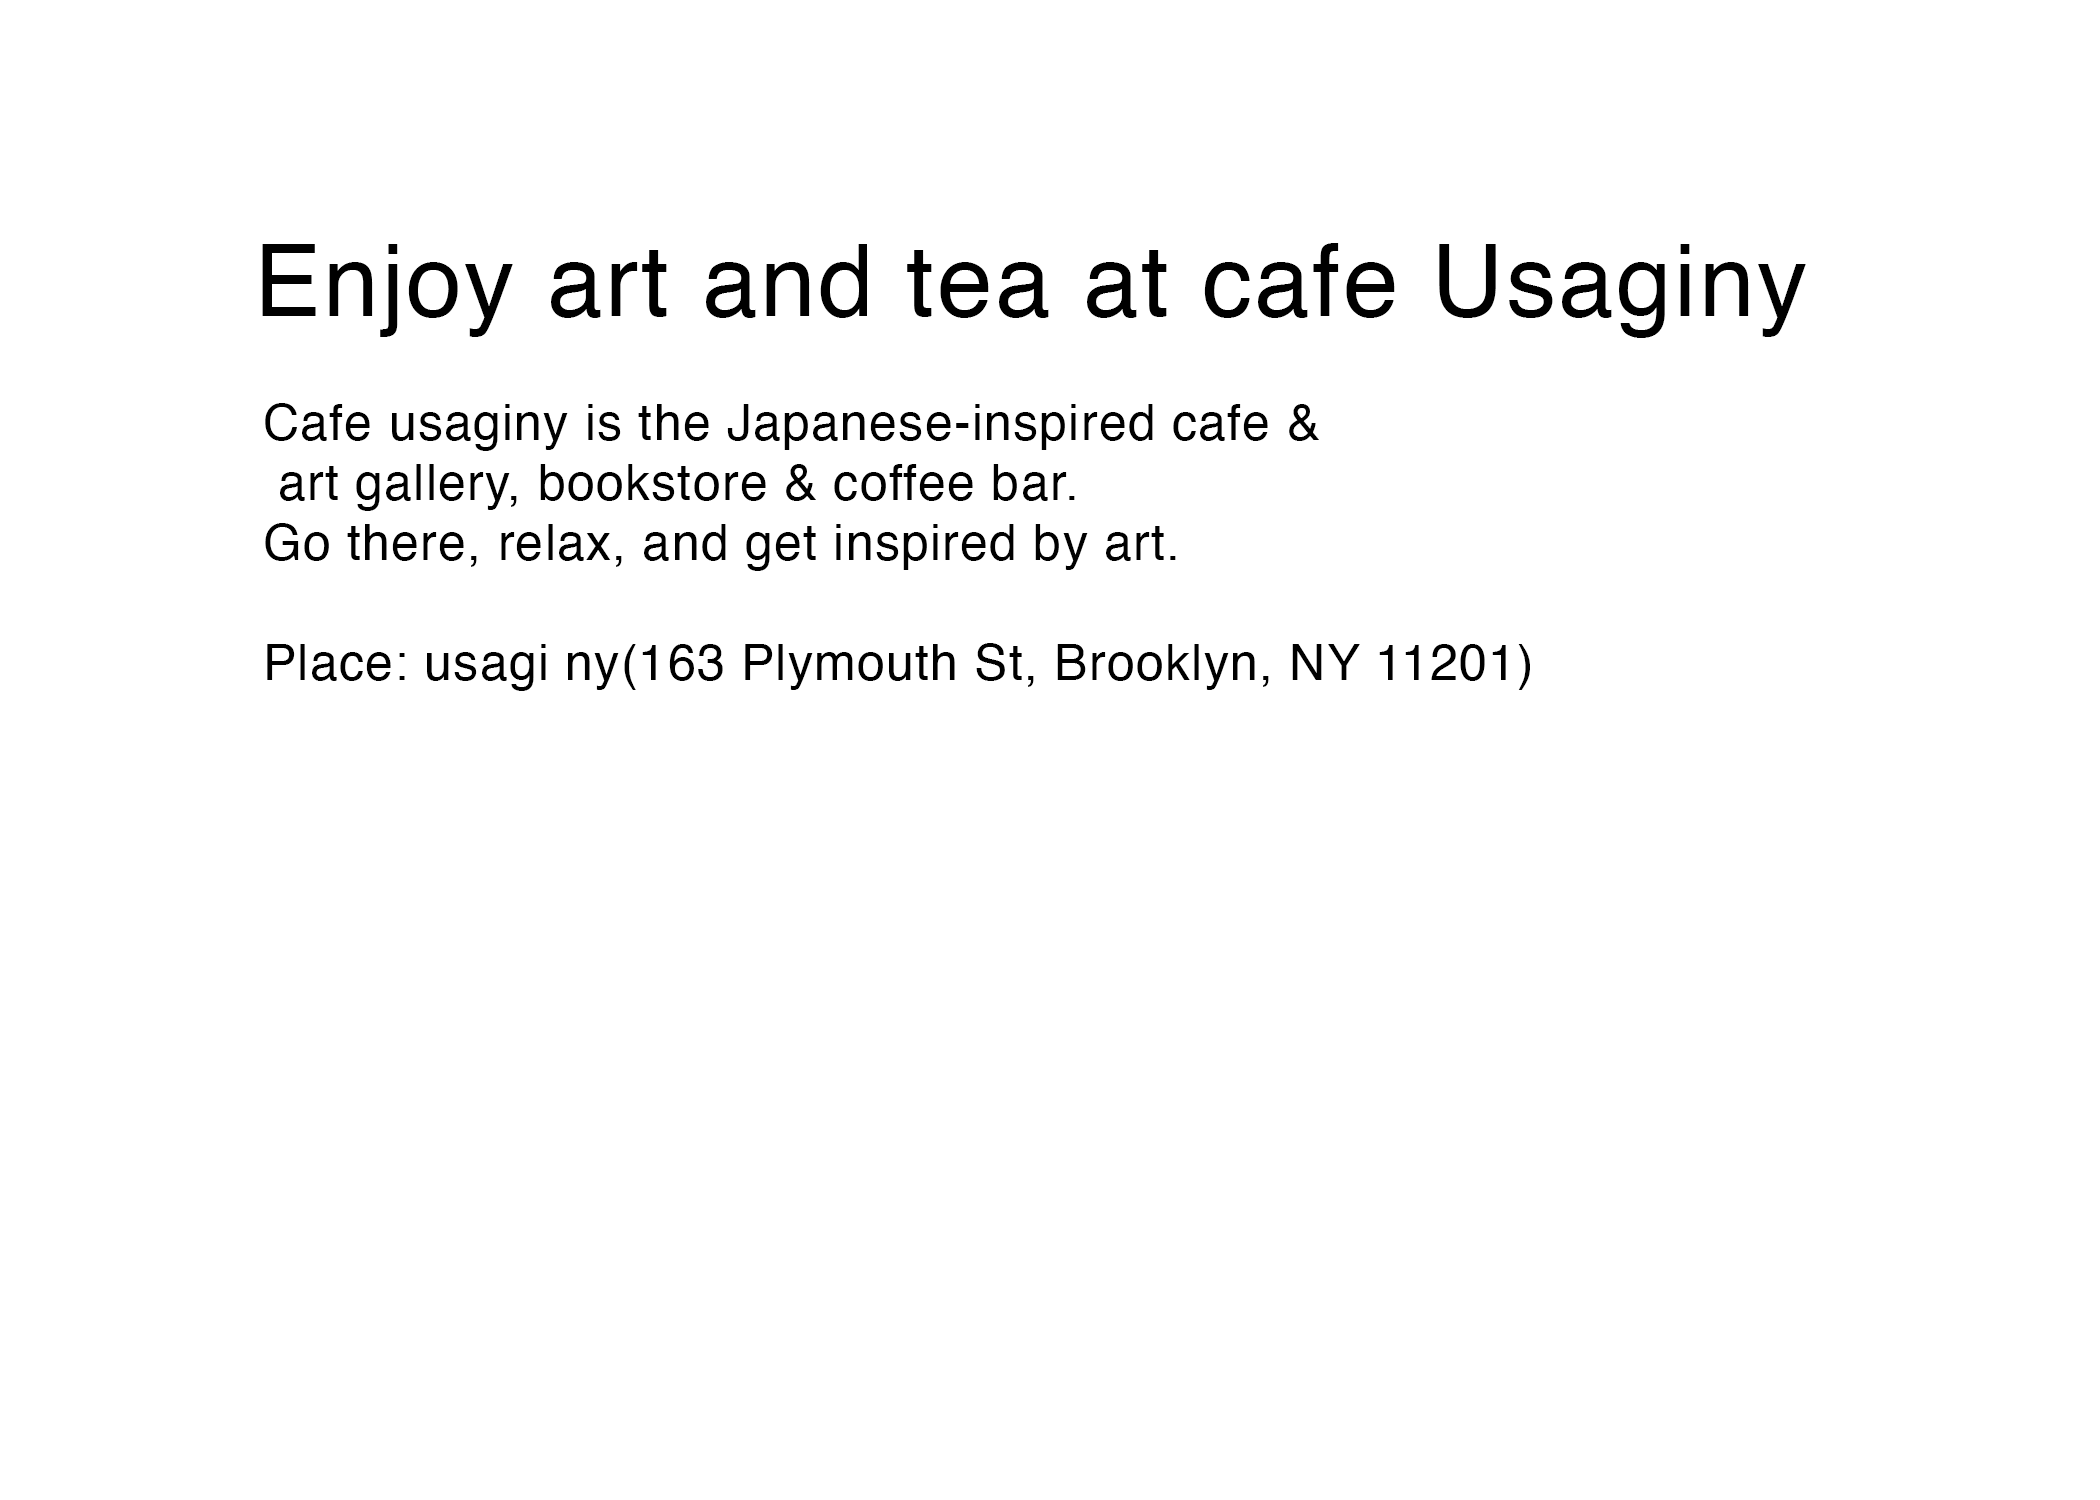 Enjoy art and tea at cafe Usaginy
Cafe usaginy is the Japanese-inspired cafe &
art gallery, bookstore & coffee bar.
Go there, relax, and get inspired by art.
Place: usagi ny(163 Plymouth St, Brooklyn, NY 11201)